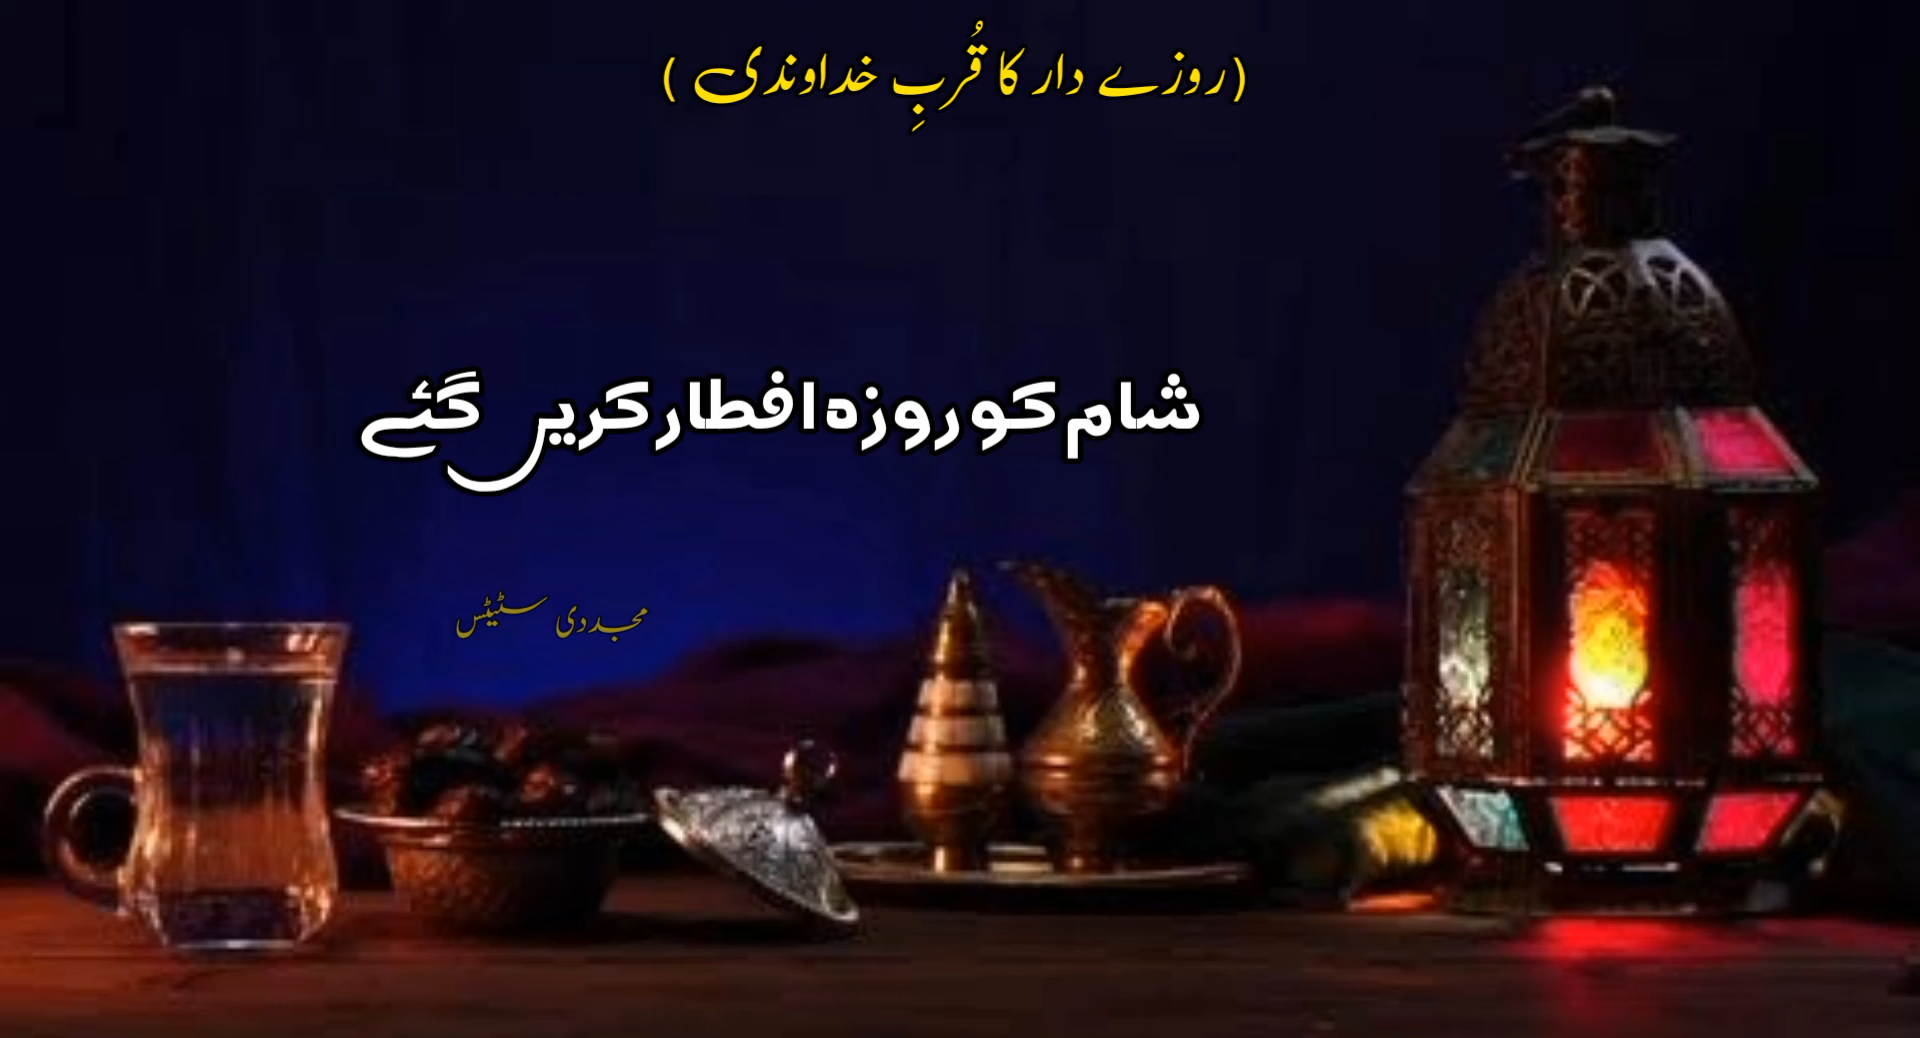 (روزے دار کا قُربِ خداوندی )
شام کو روزہ افطار کریں گئے
مجددی سٹیٹس